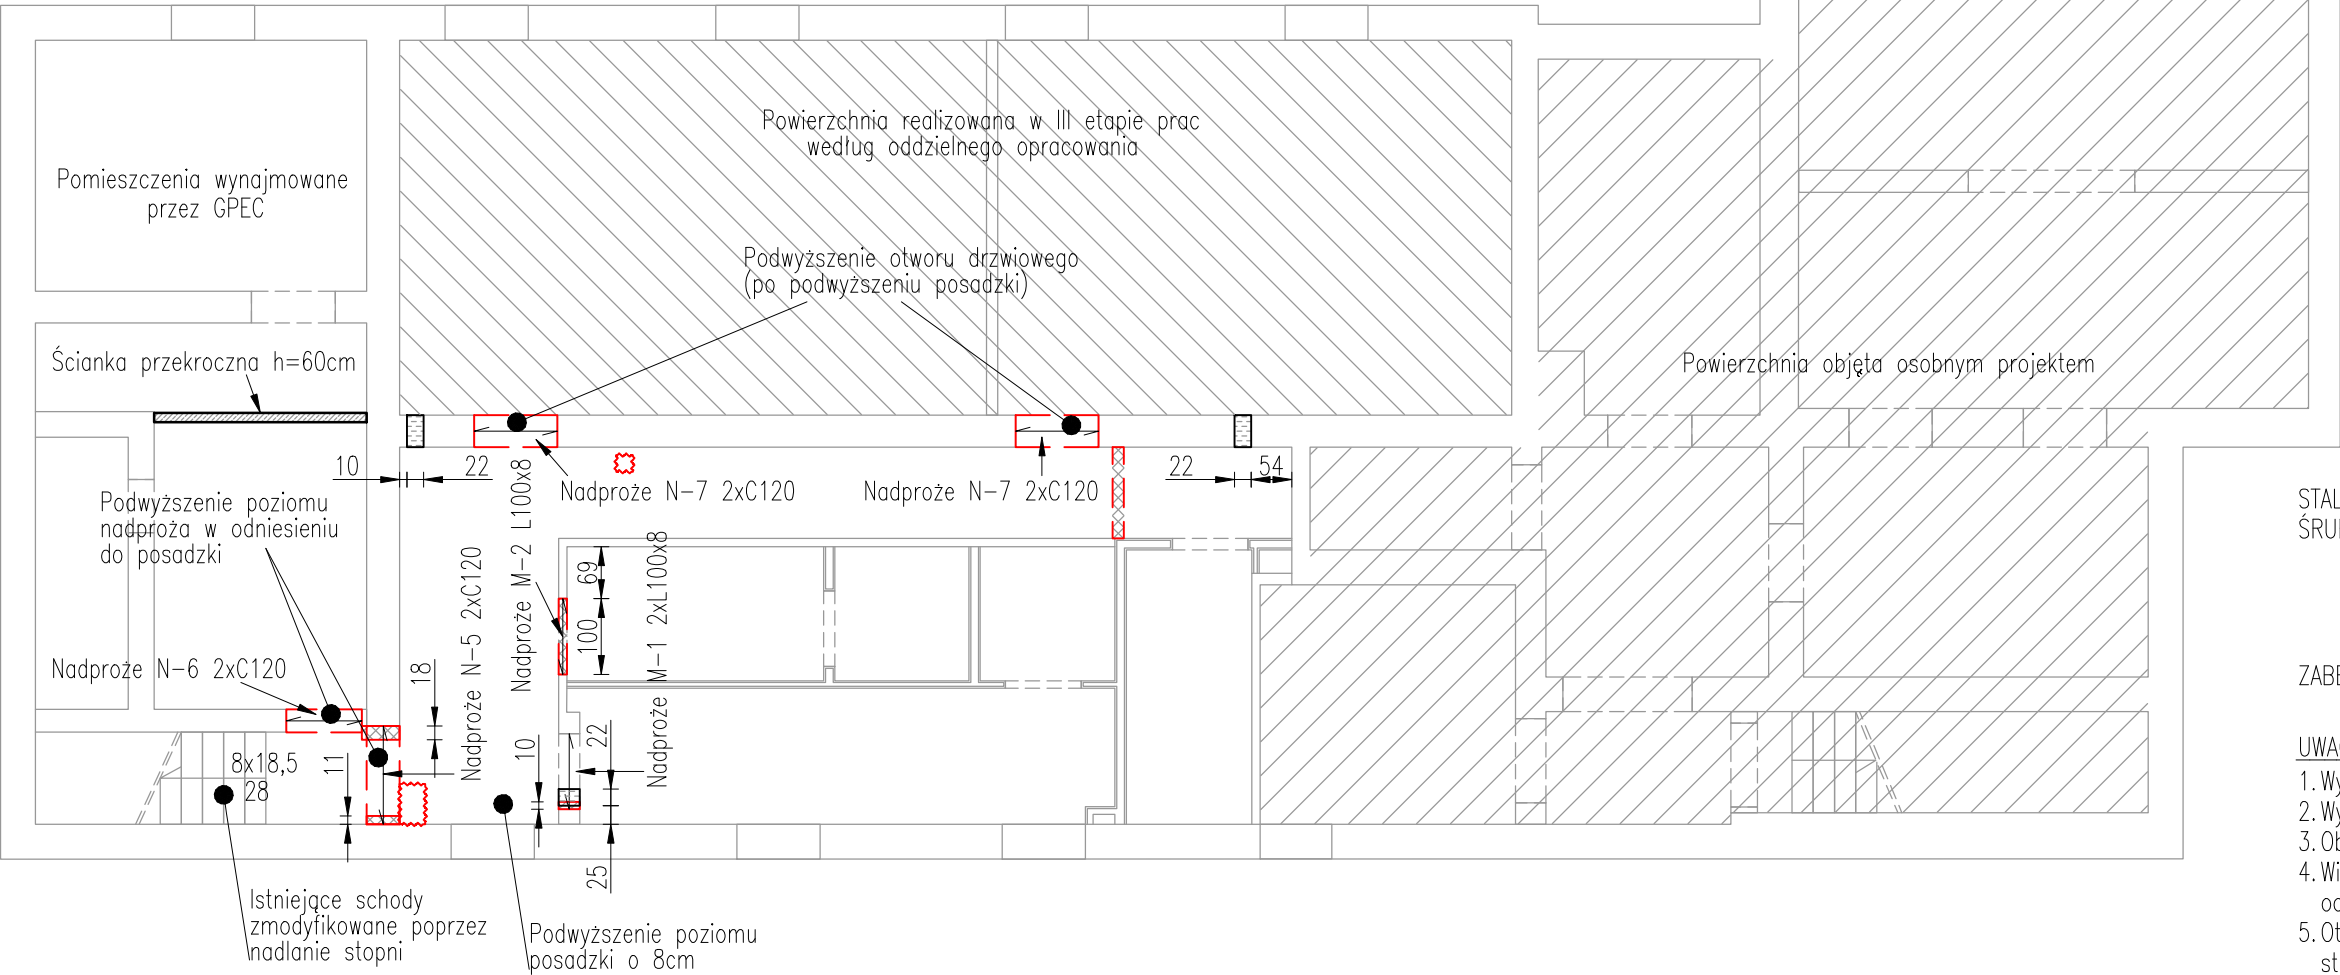 Powierzchnia realizowana w III etapie prac
według oddzielnego opracowania
Pomieszczenia wynajmowane
przez GPEC
Podwyższenie otworu drzwiowego
(po podwyższeniu posadzki)
Ścianka przekroczna h=60cm
Powierzchnia objęta osobnym projektem
10
22
22
54
Nadproże N-7 2xC120
Nadproże N-7 2xC120
Podwyższenie poziomu
nadproża w odniesieniu
do posadzki
Nadproże N-5 2xC120
Nadproże M-2 L100x8
Nadproże M-1 2xL100x8
69
100
Nadproże N-6 2xC120
18
11
10
22
25
8x18,5
28
Istniejące schody
zmodyfikowane poprzez
nadlanie stopni
Podwyższenie poziomu
posadzki o 8cm
STAL
1.
2.
3.
4.
5.